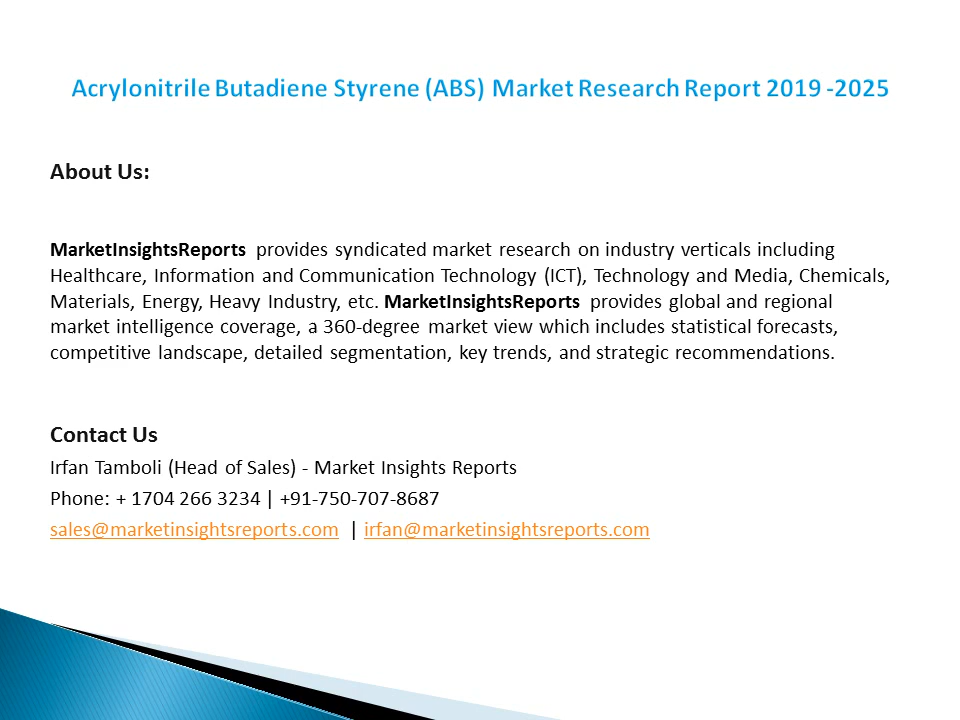 Acrylonitrile Butadiene Styrene (ABS) Market Research Report 2019 -2025
About Us:
MarketInsightsReports provides syndicated market research on industry verticals including
Healthcare, Information and Communication Technology (ICT), Technology and Media, Chemicals,
Materials, Energy, Heavy Industry, etc. MarketInsightsReports provides global and regional
market intelligence coverage, a 360-degree market view which includes statistical forecasts,
competitive landscape, detailed segmentation, key trends, and strategic recommendations.
Contact Us
Irfan Tamboli (Head of Sales) - Market Insights Reports
Phone: + 1704 266 3234 | +91-750-707-8687
sales@marketinsightsreports.com | irfan@marketinsightsreports.com